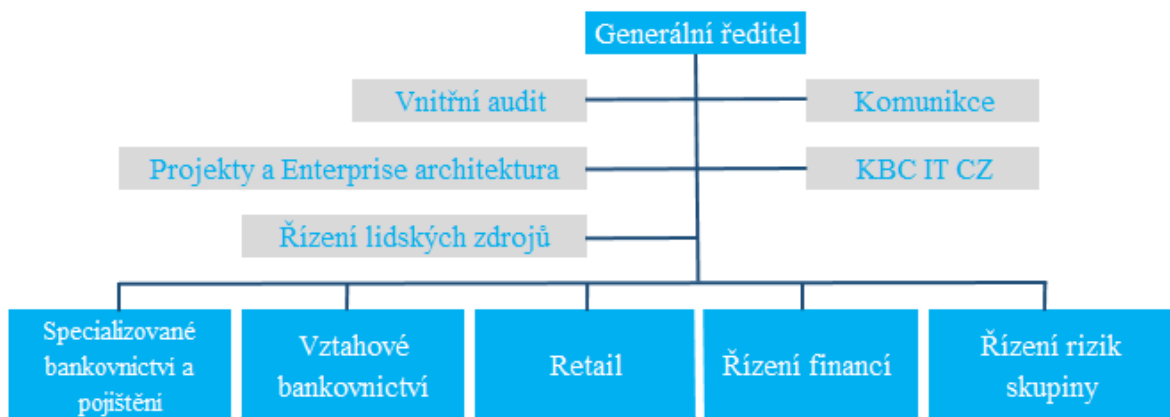 Generální ředitel
Vnitřní audit
Komunikce
Projekty a Enterprise architektura
KBC IT CZ
Řízení lidských zdrojů
Specializované
bankovnictví a
pojištění
Vztahové
bankovnictví
Retail
Řízení financí
Řízení rizik
skupiny